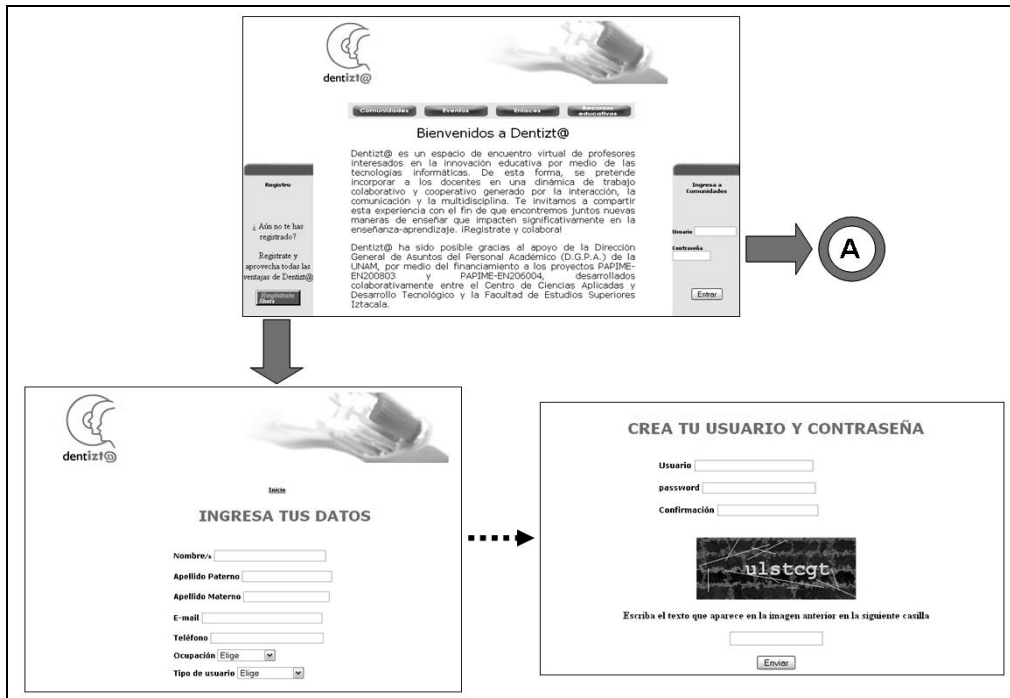 dentizt@
Comunidades Eventos Enlaces Recursos educativos
Bienvenidos a Dentizt@
Dentizt@ es un espacio de encuentro virtual de profesores
interesados en la innovación educativa por medio de las
tecnologías informáticas. De esta forma, se pretende
incorporar a los docentes en una dinámica de trabajo
colaborativo y cooperativo generado por la interacción, la
comunicación y la multidisciplina. Te invitamos a compartir
esta experiencia con el fin de que encontremos juntos nuevas
maneras de enseñar que impacten significativamente en la
enseñanza-aprendizaje. ¡Registrate y colabora!
Dentizt@ ha sido posible gracias al apoyo de la Dirección
General de Asuntos del Personal Académico (D.G.P.A.) de la
UNAM, por medio del financiamiento a los proyectos PAPIME-
EN200803 y PAPIME-EN206004, desarrollados
colaborativamente entre el Centro de Ciencias Aplicadas y
Desarrollo Tecnológico y la Facultad de Estudios Superiores
Iztacala.
Registro
¿ Aún no te has
registrado?
Registrate y
aprovecha todas las
ventajas de Dentizt@
Registrate
Ahora
Ingresa a
Comunidades
Usuario
Contraseña
Entrar
A
dentizt@
Inicio
INGRESA TUS DATOS
Nombre/s
Apellido Paterno
Apellido Materno
E-mail
Teléfono
Ocupación Elige
Tipo de usuario Elige
CREA TU USUARIO Y CONTRASEÑA
Usuario
password
Confirmación
ulstcgt
Escriba el texto que aparece en la imagen anterior en la siguiente casilla
Enviar